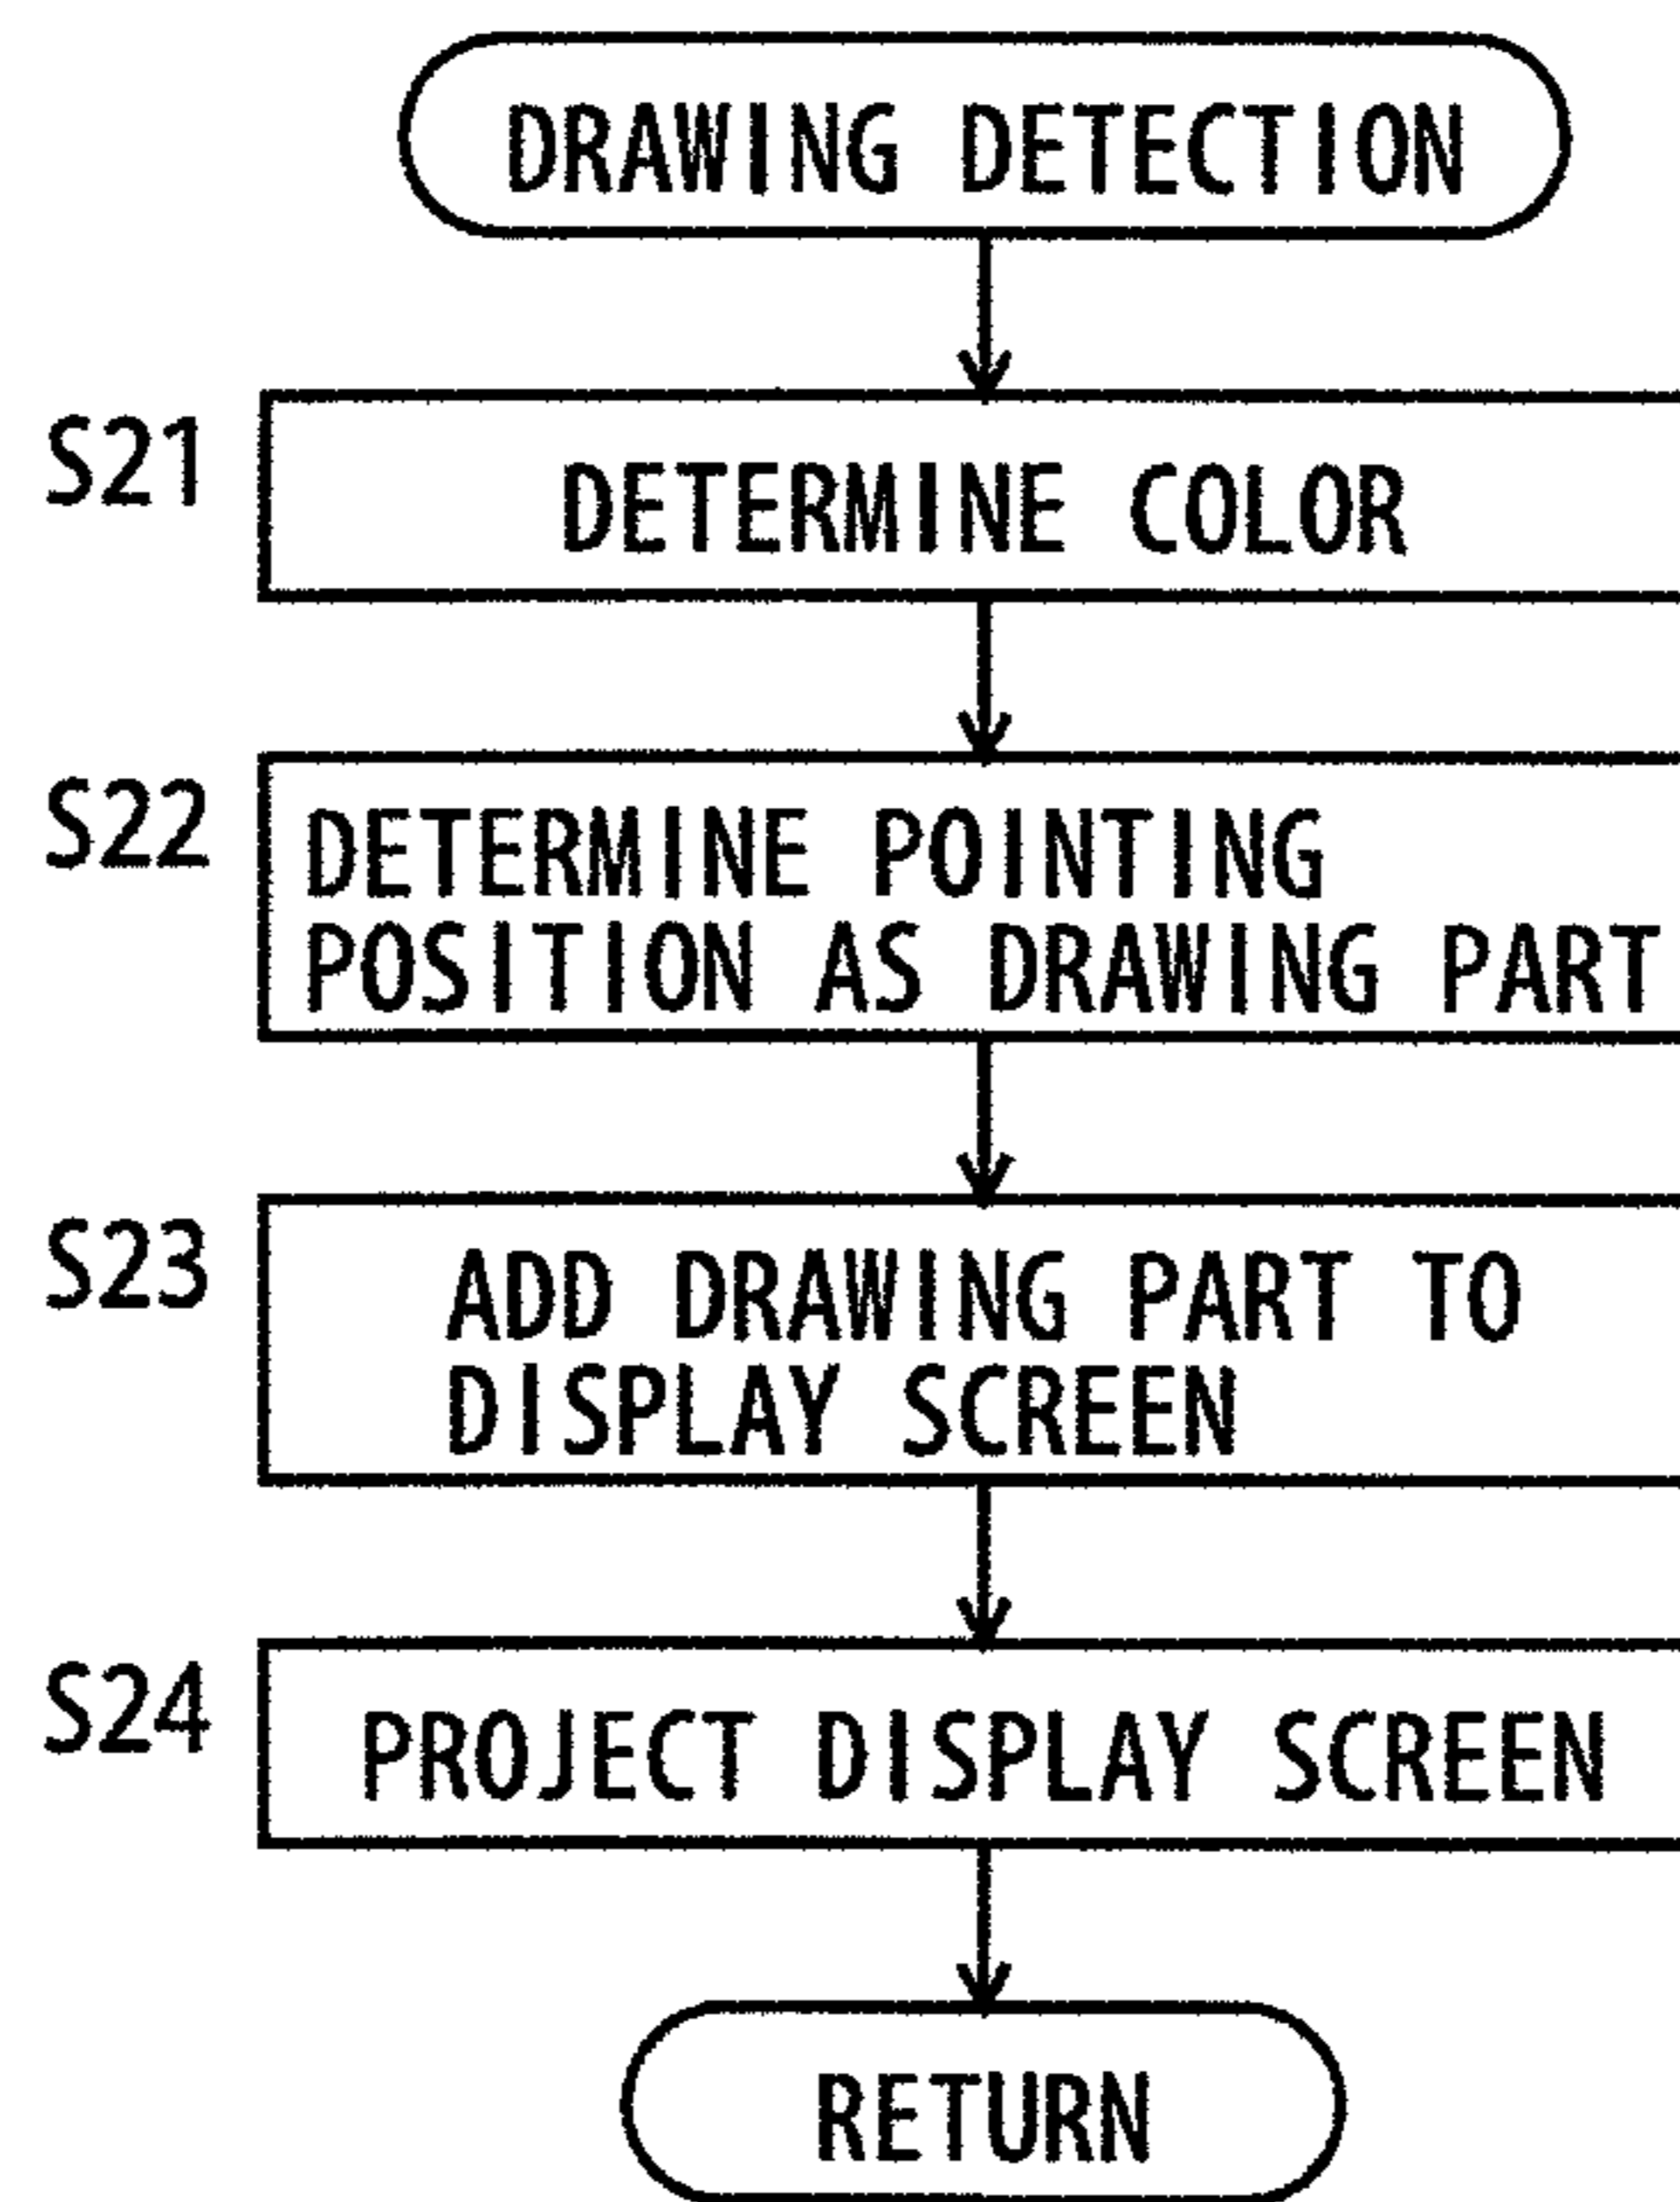 DRAWING DETECTION
S21
DETERMINE COLOR
S22
DETERMINE POINTING
POSITION AS DRAWING PART
S23
ADD DRAWING PART TO
DISPLAY SCREEN
S24
PROJECT DISPLAY SCREEN
RETURN